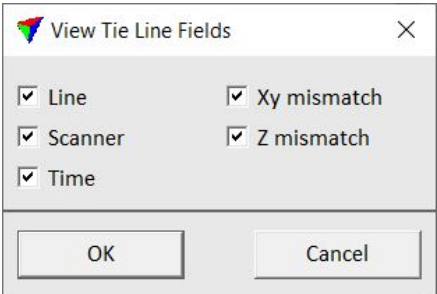 View Tie Line Fields
Line
Xy mismatch
Scanner
Z mismatch
Time
OK
Cancel